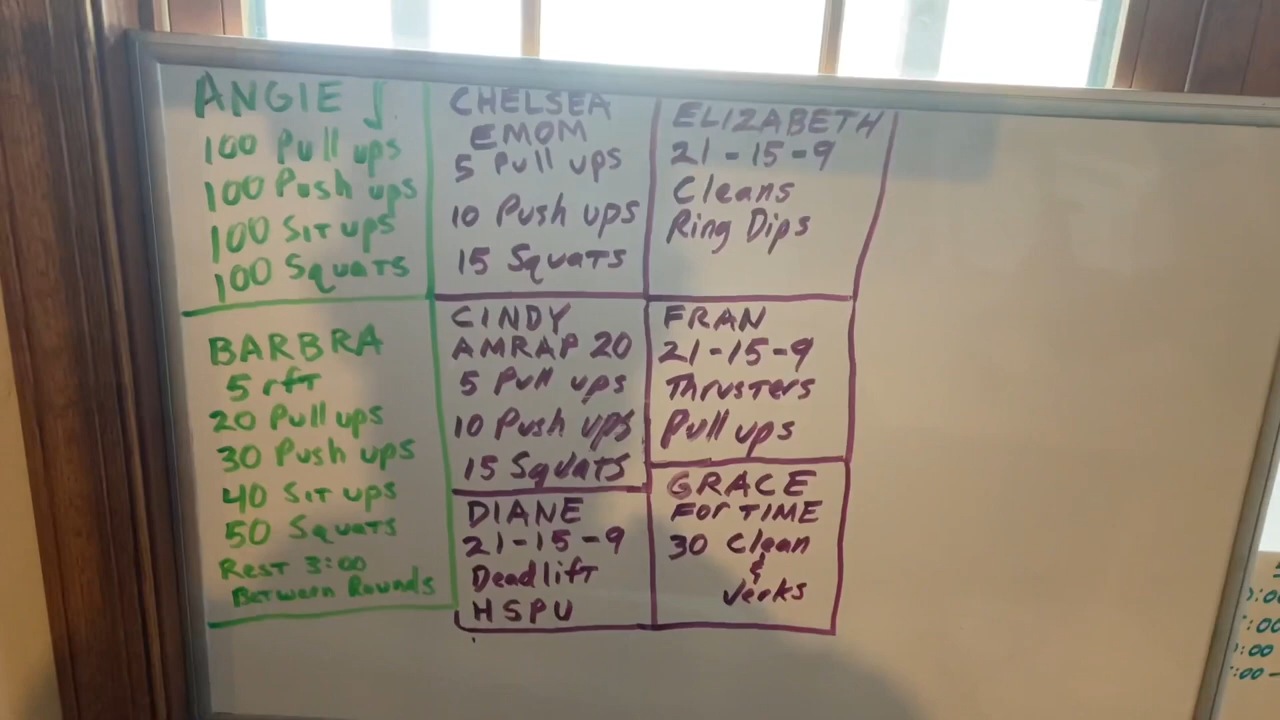 ANGIE
100 Pull ups
100 Push ups
100 Sit ups
100 Squats
BARBRA
5 rft
20 Pull ups
30 Push ups
40 Sit ups
50 Squats
Rest 3:00
Between Rounds
CHELSEA
EMOM
5 Pull ups
10 Push ups
15 Squats
CINDY
AMRAP 20
5 Pull ups
10 Push ups
15 Squats
DIANE
21-15-9
Deadlift
HSPU
ELIZABETH
21-15-9
Cleans
Ring Dips
FRAN
21-15-9
Thrusters
Pull ups
GRACE
For TIME
30 Clean
&
Jerks